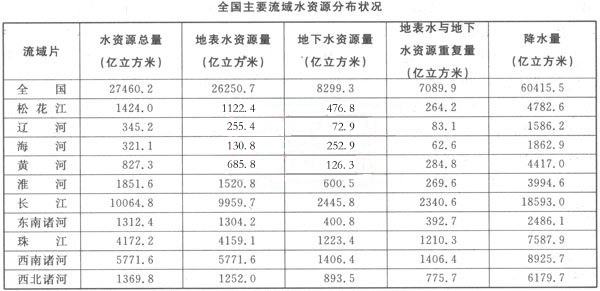 全国主要流域水资源分布状况
流域片 水资源总量(亿立方米) 地表水资源量(亿立方米) 地下水资源量(亿立方米) 地表水与地下水资源重复量(亿立方米) 降水量(亿立方米)
全国 27460.2 26250.7 8299.3 7089.9 60415.5
松花江 1424.0 1122.4 476.8 264.2 4782.6
辽河 345.2 255.4 72.9 83.1 1586.2
海河 321.1 130.8 252.9 62.6 1862.9
黄河 827.3 685.8 126.3 284.8 4417.0
淮河 1851.6 1520.8 600.5 269.6 3994.6
长江 10064.8 9959.7 2445.8 2340.6 18593.0
东南诸河 1312.4 1304.2 400.8 392.7 2486.1
珠江 4172.2 4159.1 1223.4 1210.3 7587.9
西南诸河 5771.6 5771.6 1406.4 1406.4 8925.7
西北诸河 1369.8 1252.0 893.5 775.7 6179.7